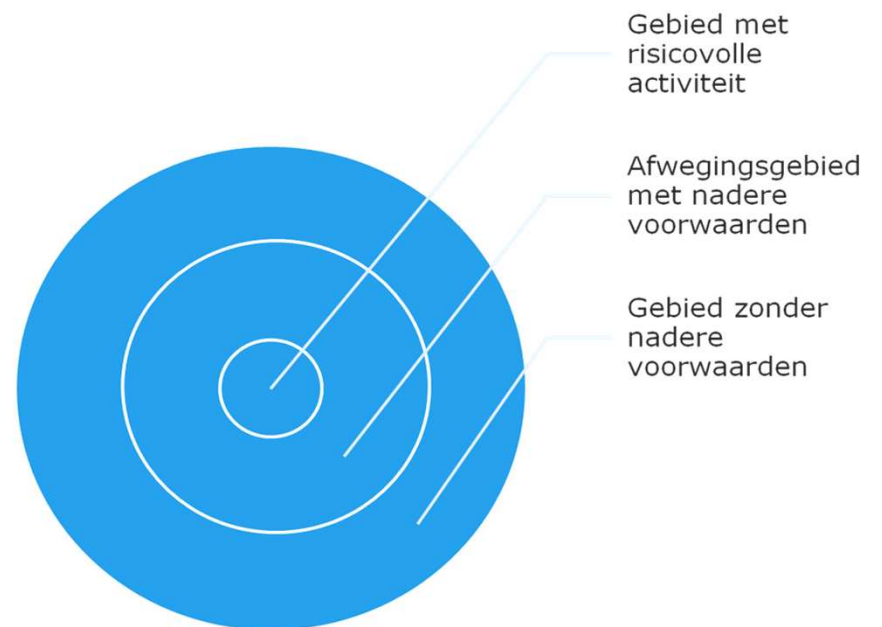 Gebied met
risicovolle
activiteit
Afwegingsgebied
met nadere
voorwaarden
Gebied zonder
nadere
voorwaarden